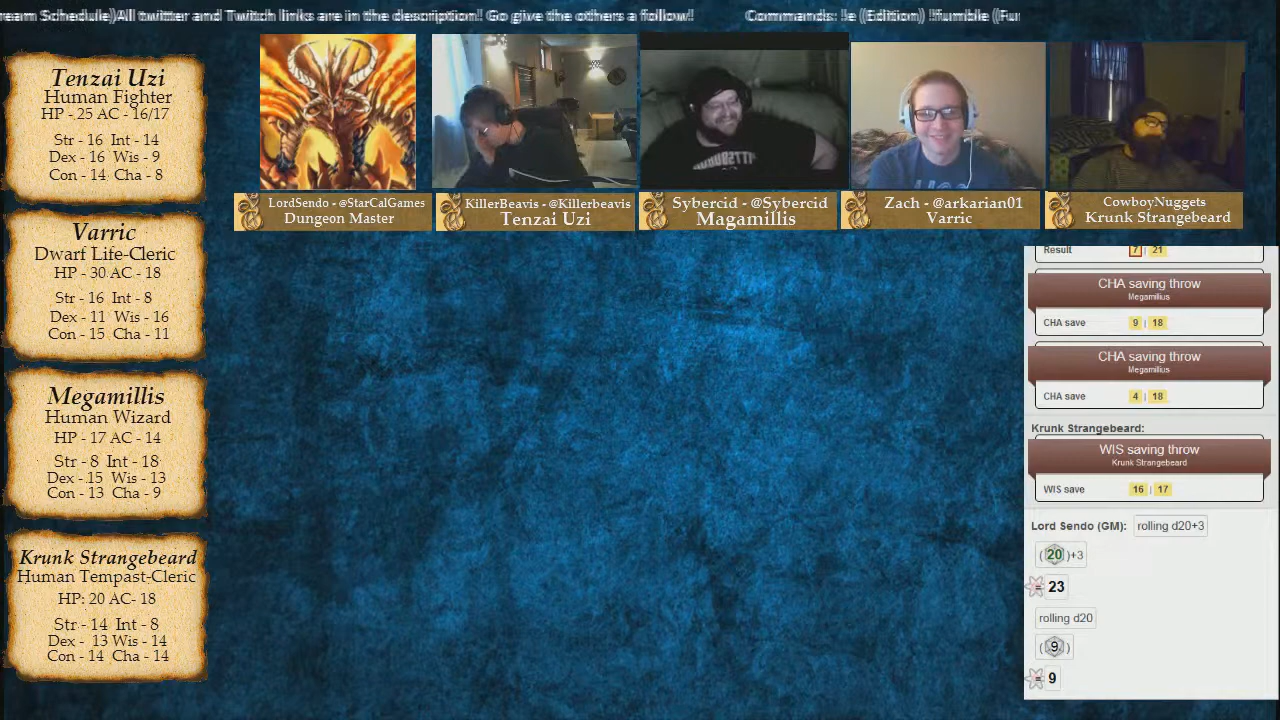 ream Schedule)All twitter and Twitch links are in the description!! Go give the others a follow!! Commands: !e ((Edition)) !!fumble ((Fur
Tenzai Uzi
Human Fighter
HP - 25 AC - 16/17
Str - 16 Int - 14
Dex - 16 Wis - 9
Con - 14 Cha - 8
Varric
Dwarf Life-Cleric
HP - 30 AC - 18
Str - 16 Int - 8
Dex - 11 Wis - 16
Con - 15 Cha - 11
Megamillis
Human Wizard
HP - 17 AC - 14
Str - 8 Int - 18
Dex - 15 Wis - 13
Con - 13 Cha - 9
Krunk Strangebeard
Human Tempast-Cleric
HP: 20 AC- 18
Str - 14 Int - 8
Dex - 13 Wis - 14
Con - 14 Cha - 14
LordSendo - @StarCalGames
Dungeon Master
KillerBeavis - @Killerbeavis
Tenzai Uzi
Sybercid - @Sybercid
Magamillis
Zach - @arkarian01
Varric
CowboyNuggets
Krunk Strangebeard
Result 7 | 21
CHA saving throw
Megamillius
CHA save 9 | 18
CHA saving throw
Megamillius
CHA save 4 | 18
Krunk Strangebeard:
WIS saving throw
Krunk Strangebeard
WIS save 16 | 17
Lord Sendo (GM): rolling d20+3
(20)+3
= 23
rolling d20
(9)
= 9